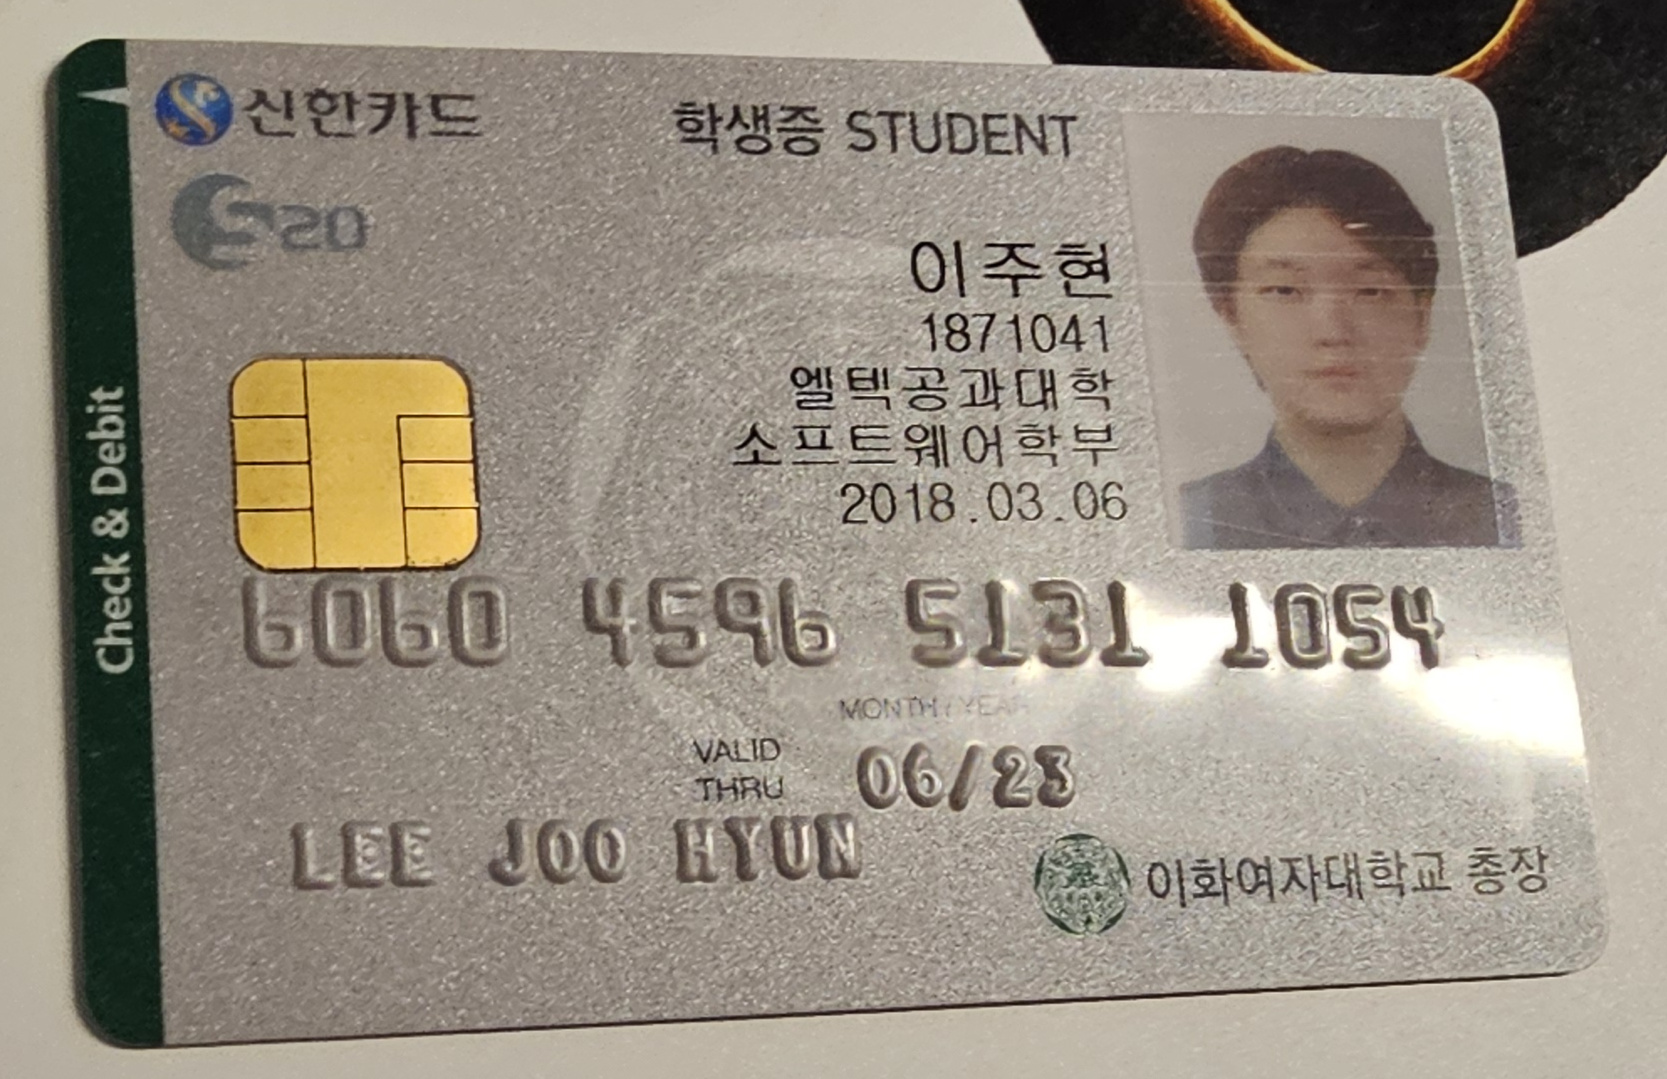 신한카드
학생증 STUDENT
S20
이주현
1871041
엘텍공과대학
소프트웨어학부
2018.03.06
Check & Debit
6060 4596 5131 1054
MONTH/YEAR
VALID
THRU
06/23
LEE JOO HYUN
이화여자대학교 총장